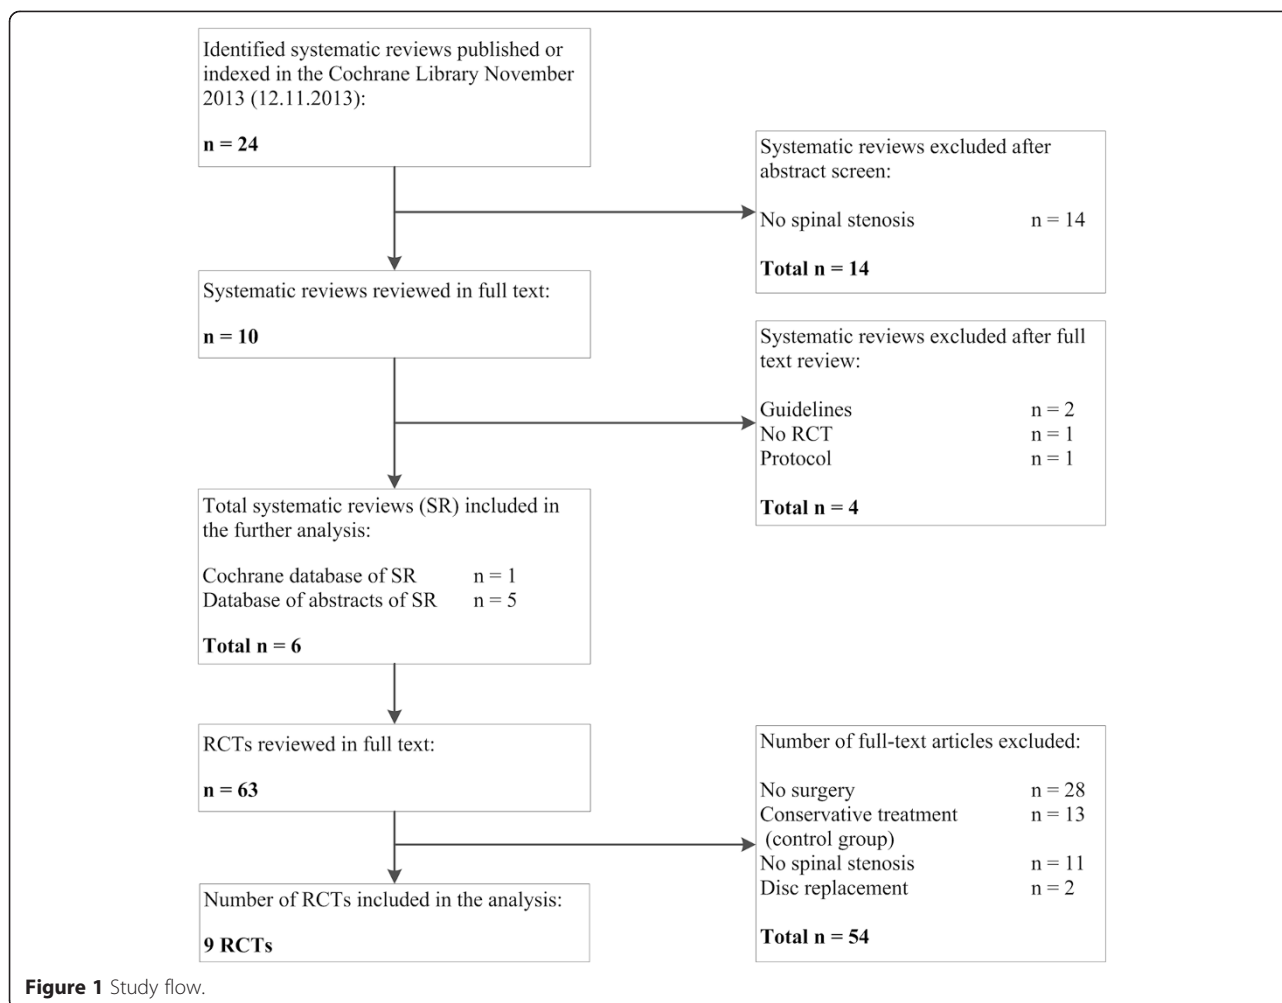 Identified systematic reviews published or
indexed in the Cochrane Library November
2013 (12.11.2013):
n = 24
Systematic reviews excluded after
abstract screen:
No spinal stenosis n = 14
Total n = 14
Systematic reviews reviewed in full text:
n = 10
Systematic reviews excluded after full
text review:
Guidelines n = 2
No RCT n = 1
Protocol n = 1
Total n = 4
Total systematic reviews (SR) included in
the further analysis:
Cochrane database of SR n = 1
Database of abstracts of SR n = 5
Total n = 6
RCTs reviewed in full text:
n = 63
Number of full-text articles excluded:
No surgery n = 28
Conservative treatment n = 13
(control group)
No spinal stenosis n = 11
Disc replacement n = 2
Total n = 54
Number of RCTs included in the analysis:
9 RCTs
Figure 1 Study flow.